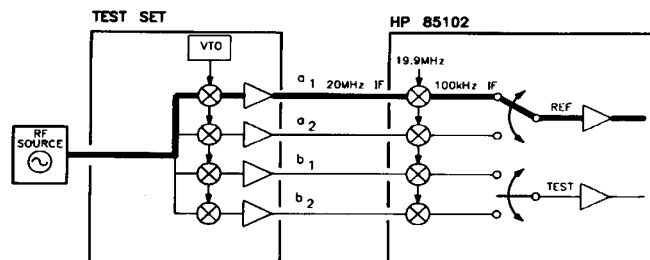 TEST SET
HP 85102
VTO
19.9MHz
a1
20MHz IF
100kHz IF
REF
a2
RF
SOURCE
b1
TEST
b2